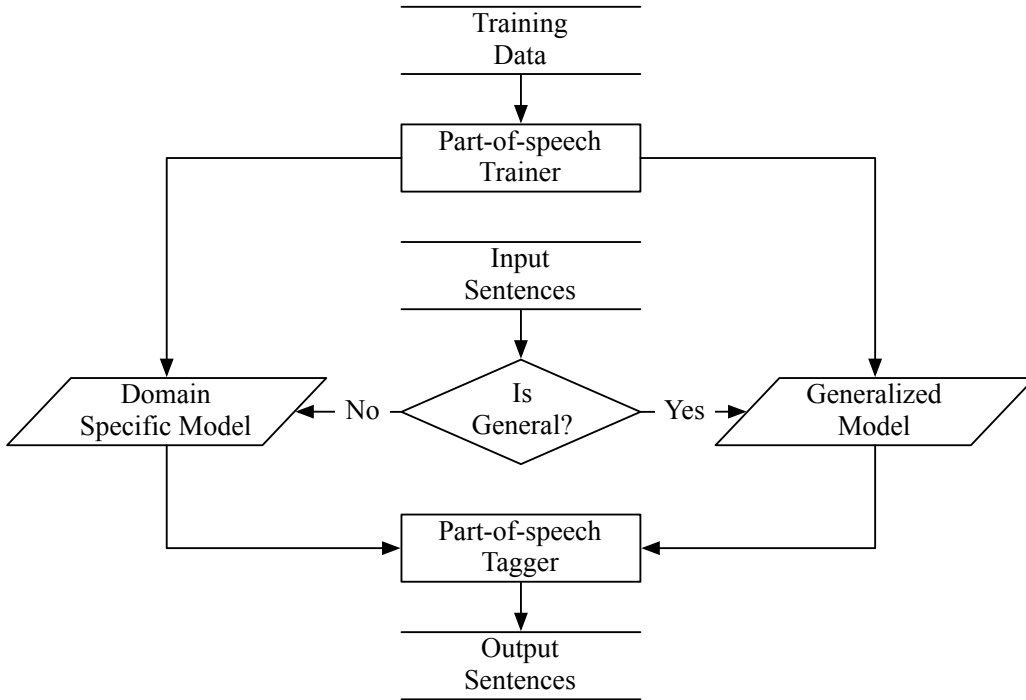 Training
Data
Part-of-speech
Trainer
Input
Sentences
Domain
Specific Model
No
Is
General?
Yes
Generalized
Model
Part-of-speech
Tagger
Output
Sentences